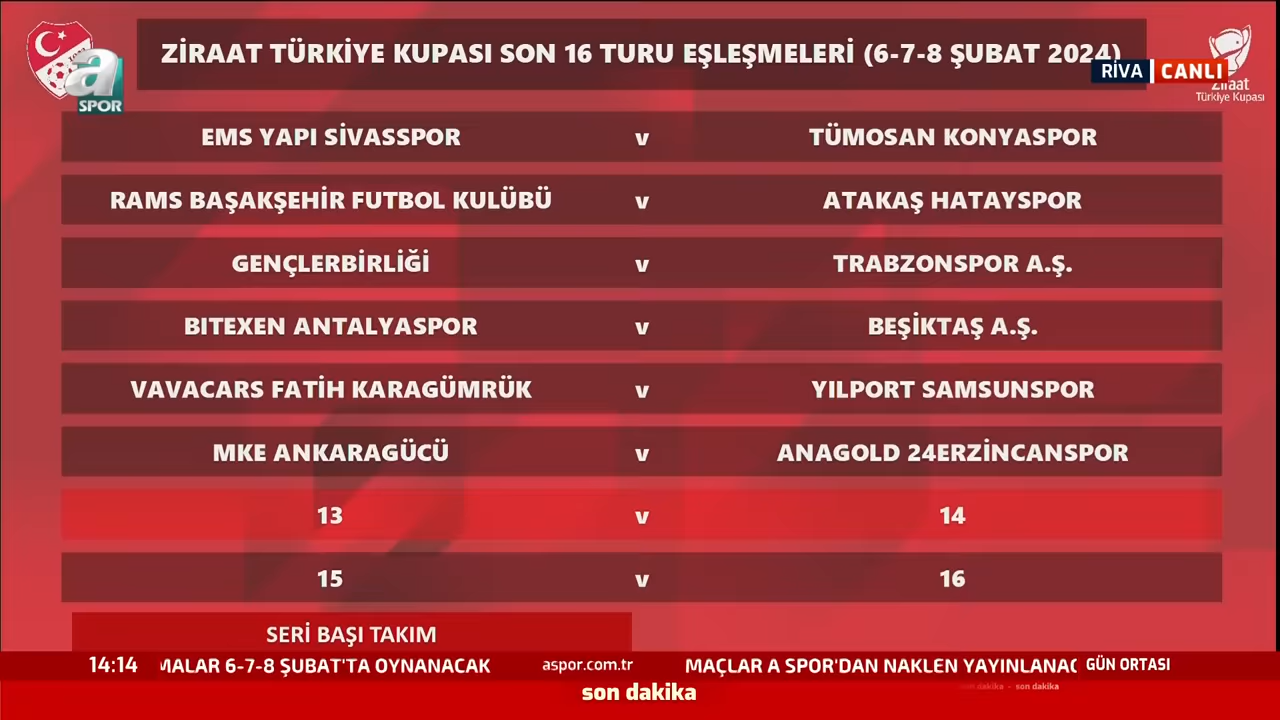 ZİRAAT TÜRKİYE KUPASI SON 16 TURU EŞLEŞMELERİ (6-7-8 ŞUBAT 2024)
a SPOR
RİVA CANLI
Ziraat
Türkiye Kupası
EMS YAPI SİVASSPOR v TÜMOSAN KONYASPOR
RAMS BAŞAKŞEHİR FUTBOL KULÜBÜ v ATAKAŞ HATAYSPOR
GENÇLERBİRLİĞİ v TRABZONSPOR A.Ş.
BITEXEN ANTALYASPOR v BEŞİKTAŞ A.Ş.
VAVACARS FATİH KARAGÜMRÜK v YILPORT SAMSUNSPOR
MKE ANKARAGÜCÜ v ANAGOLD 24ERZİNCANSPOR
13 v 14
15 v 16
SERİ BAŞI TAKIM
14:14 MALAR 6-7-8 ŞUBAT'TA OYNANACAK aspor.com.tr MAÇLAR A SPOR'DAN NAKLEN YAYINLANAC GÜN ORTASI
son dakika
son dakika - son dakika